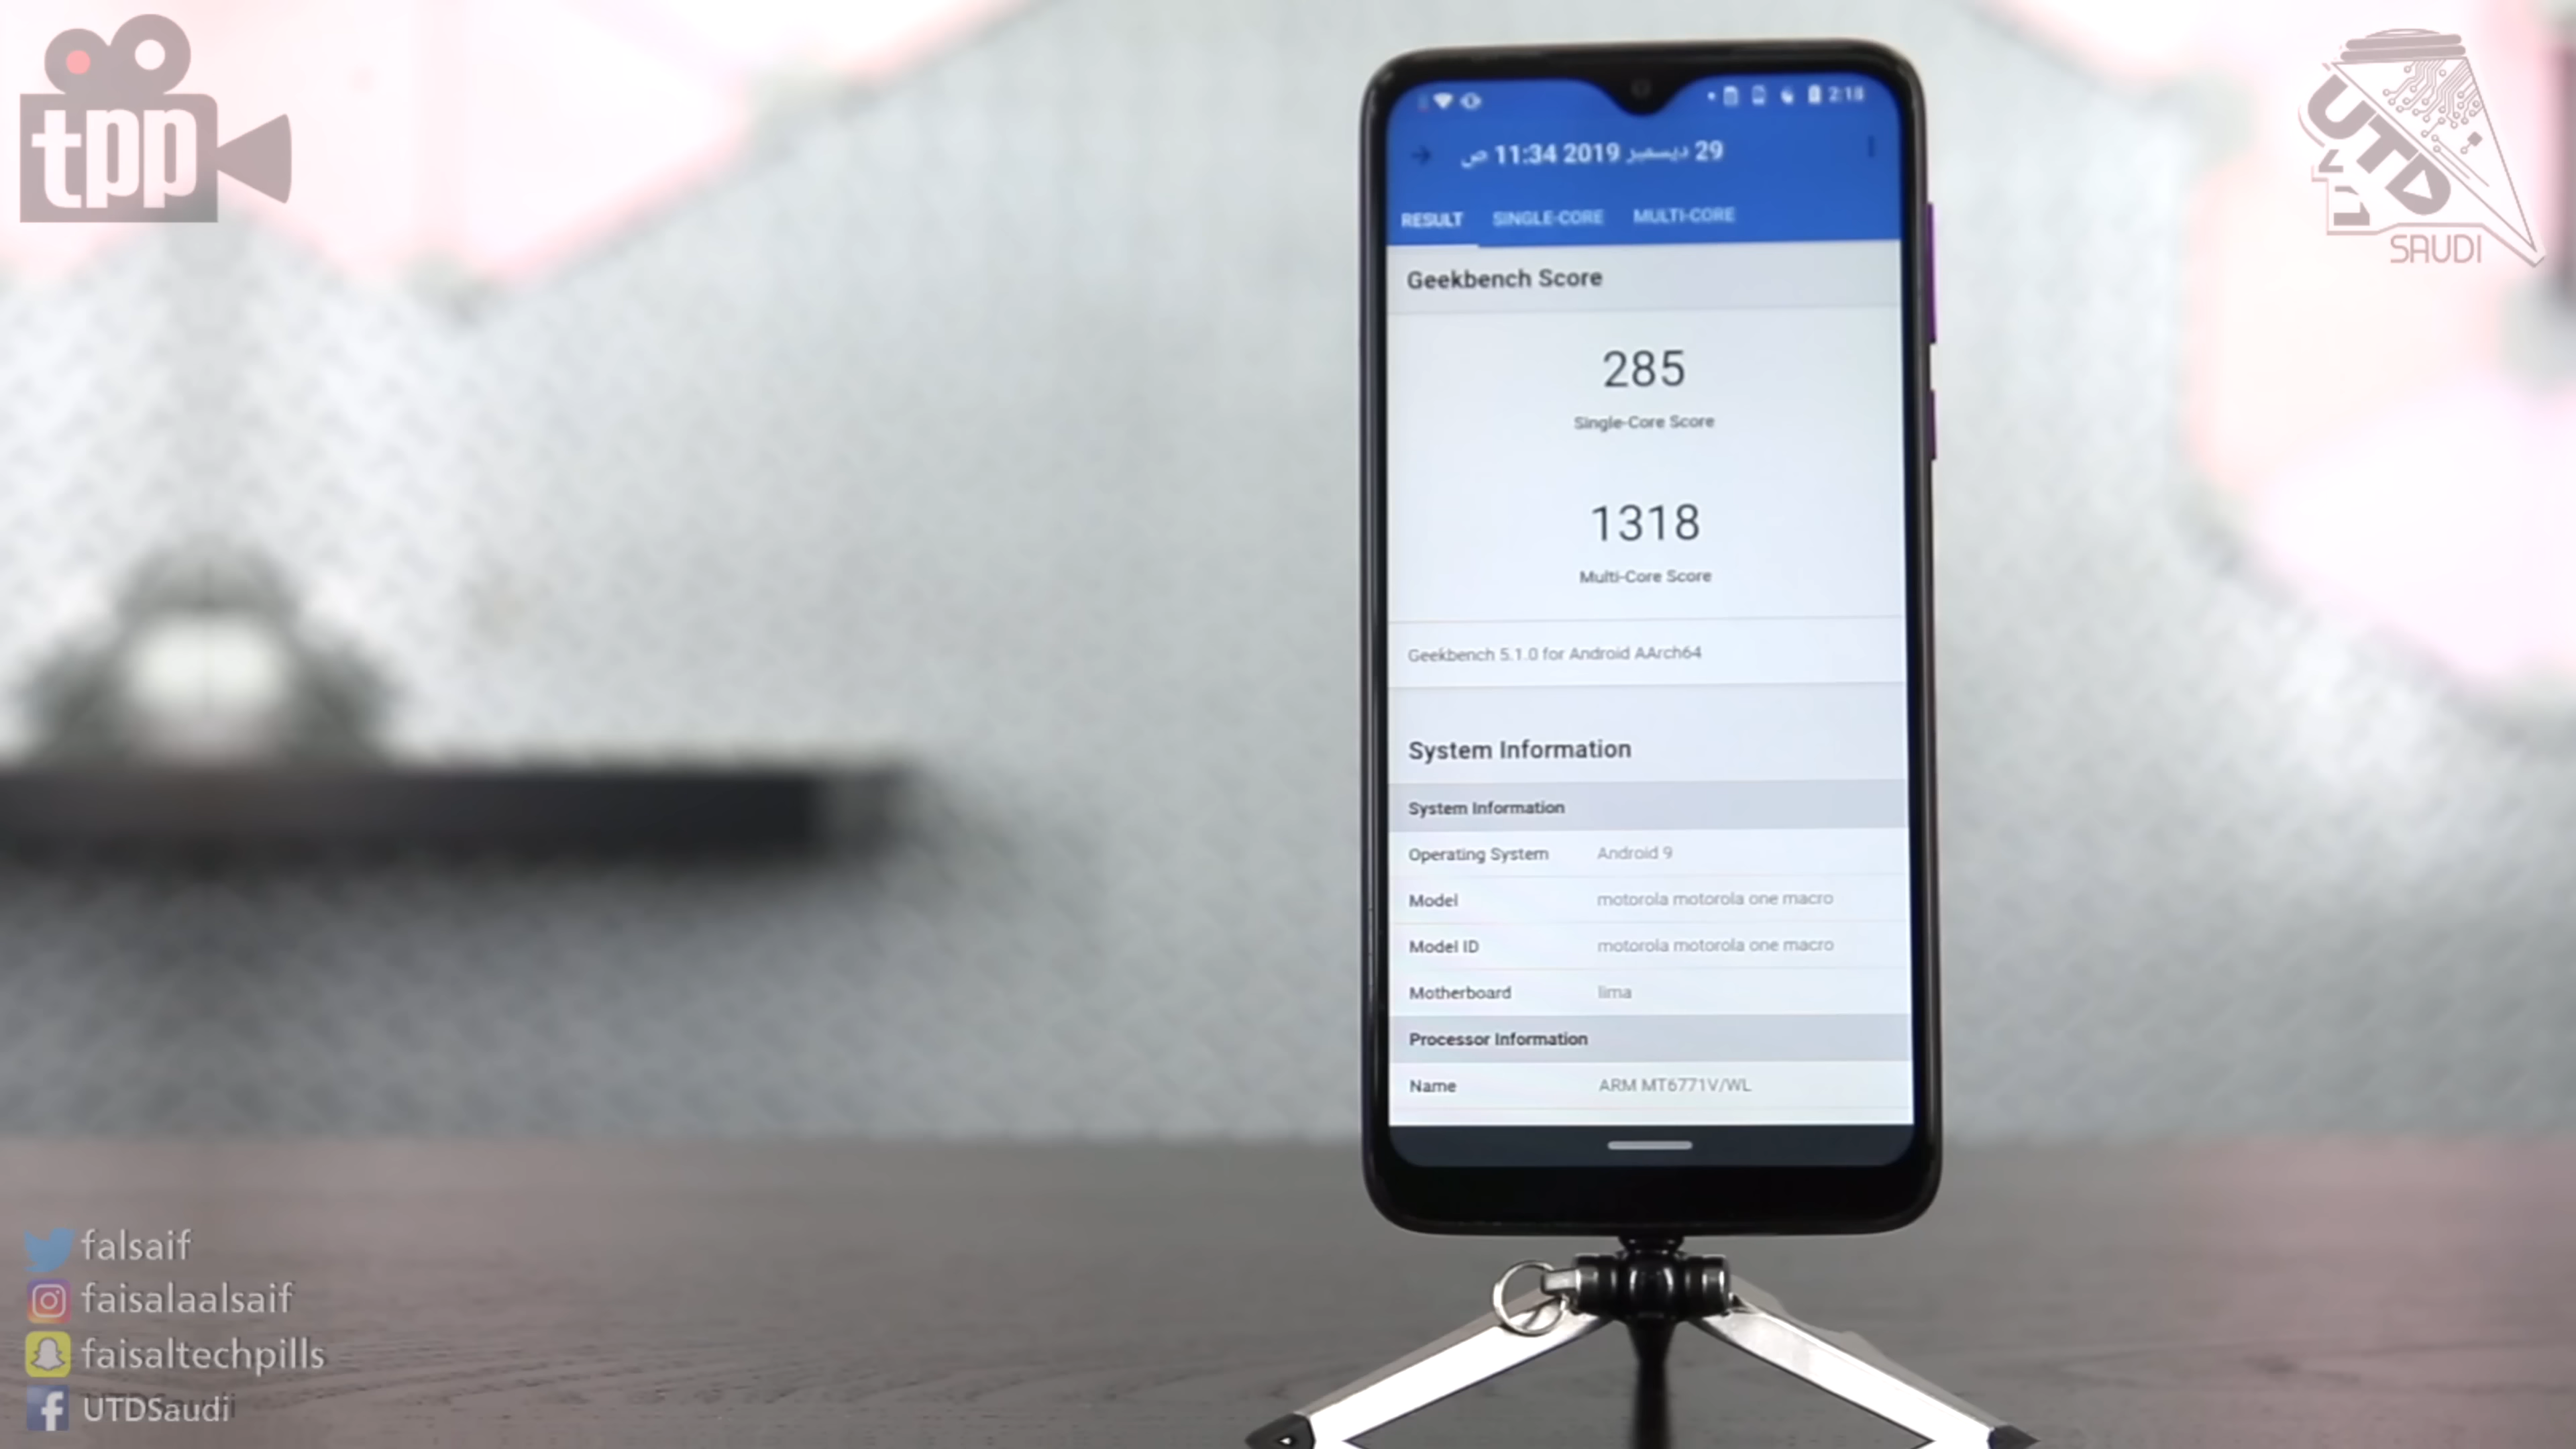 tpp
UTD
SAUDI
2:18
29 ديسمبر 2019 11:34 ص
RESULT SINGLE-CORE MULTI-CORE
Geekbench Score
285
Single-Core Score
1318
Multi-Core Score
Geekbench 5.1.0 for Android AArch64
System Information
System Information
Operating System Android 9
Model motorola motorola one macro
Model ID motorola motorola one macro
Motherboard lima
Processor Information
Name ARM MT6771V/WL
falsaif
faisalaalsaif
faisaltechpills
UTDSaudi